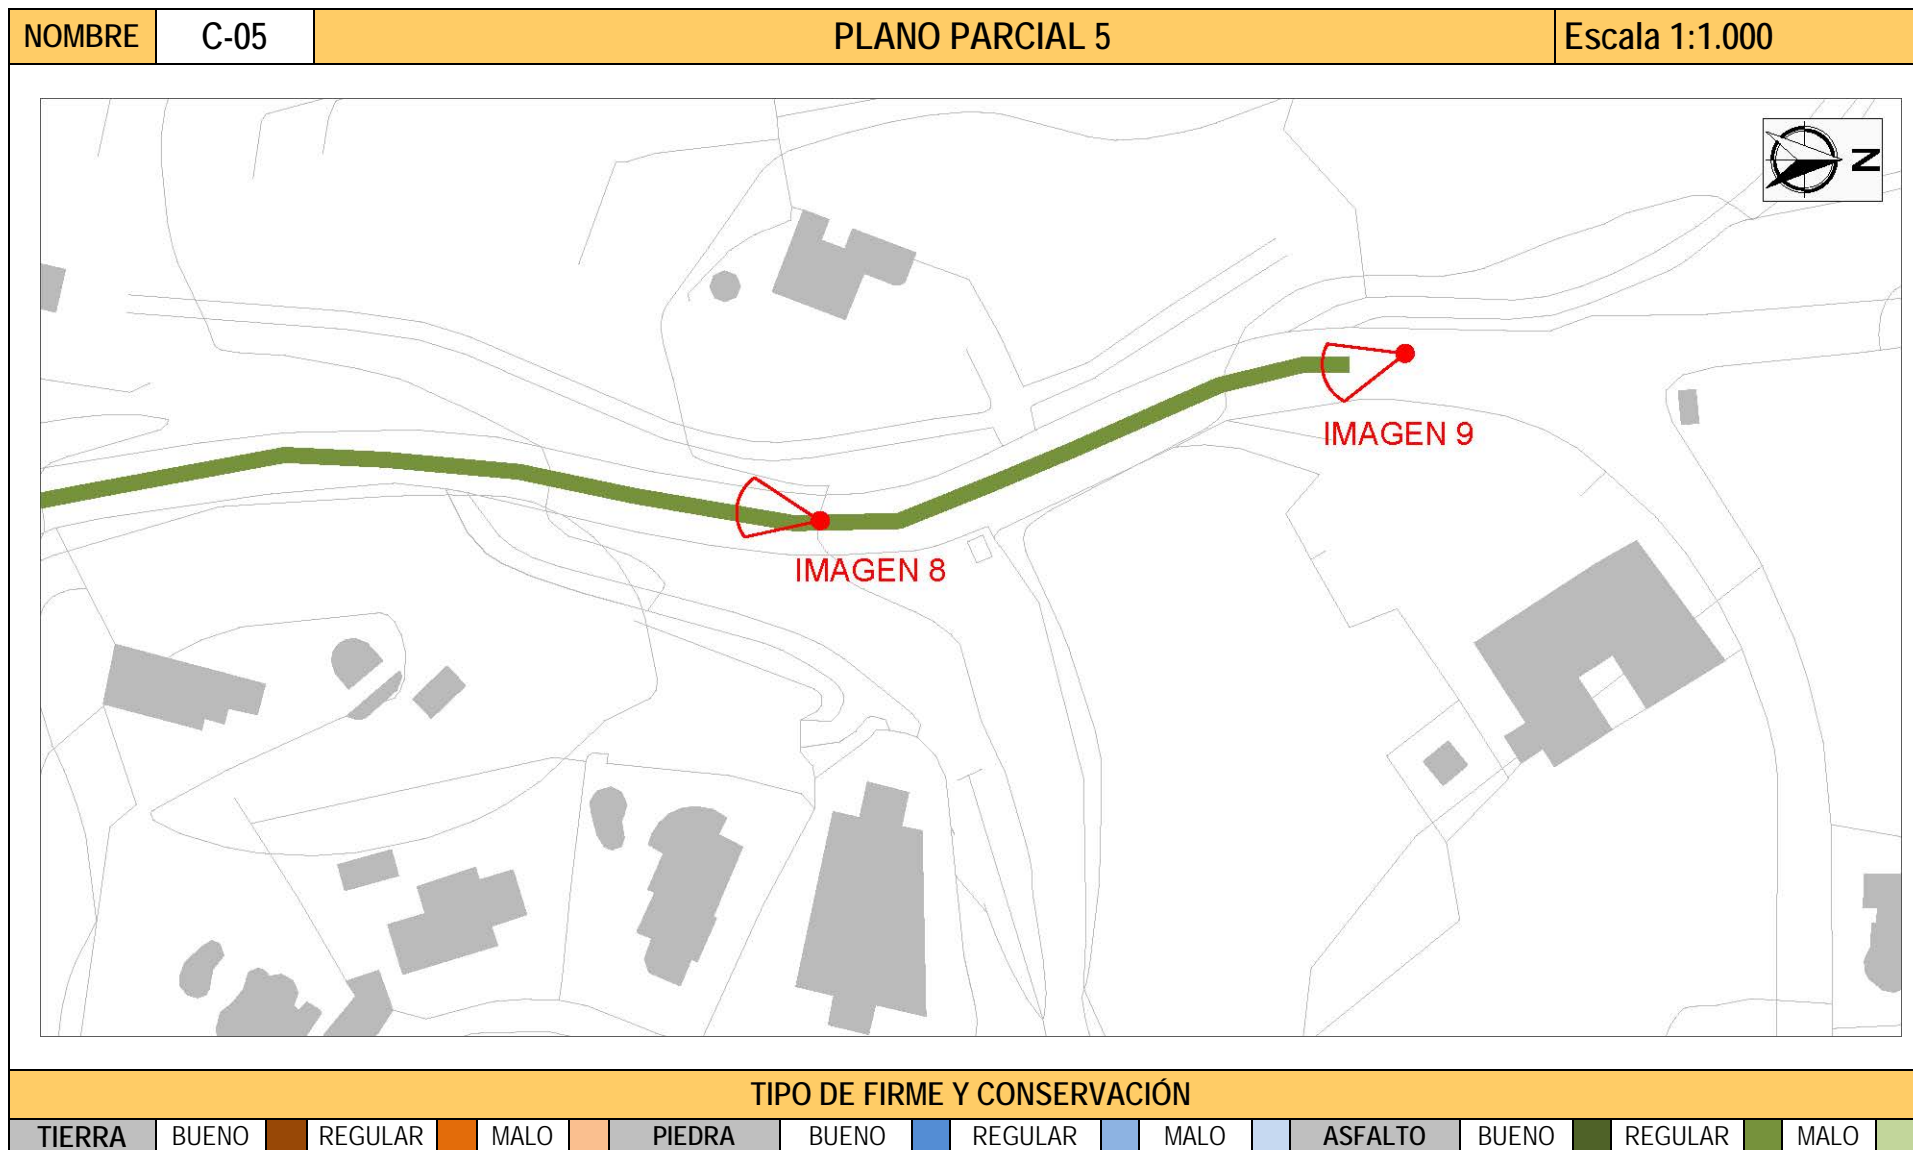 NOMBRE C-05 PLANO PARCIAL 5 Escala 1:1.000
N
IMAGEN 9
IMAGEN 8
TIPO DE FIRME Y CONSERVACIÓN
TIERRA BUENO REGULAR MALO PIEDRA BUENO REGULAR MALO ASFALTO BUENO REGULAR MALO